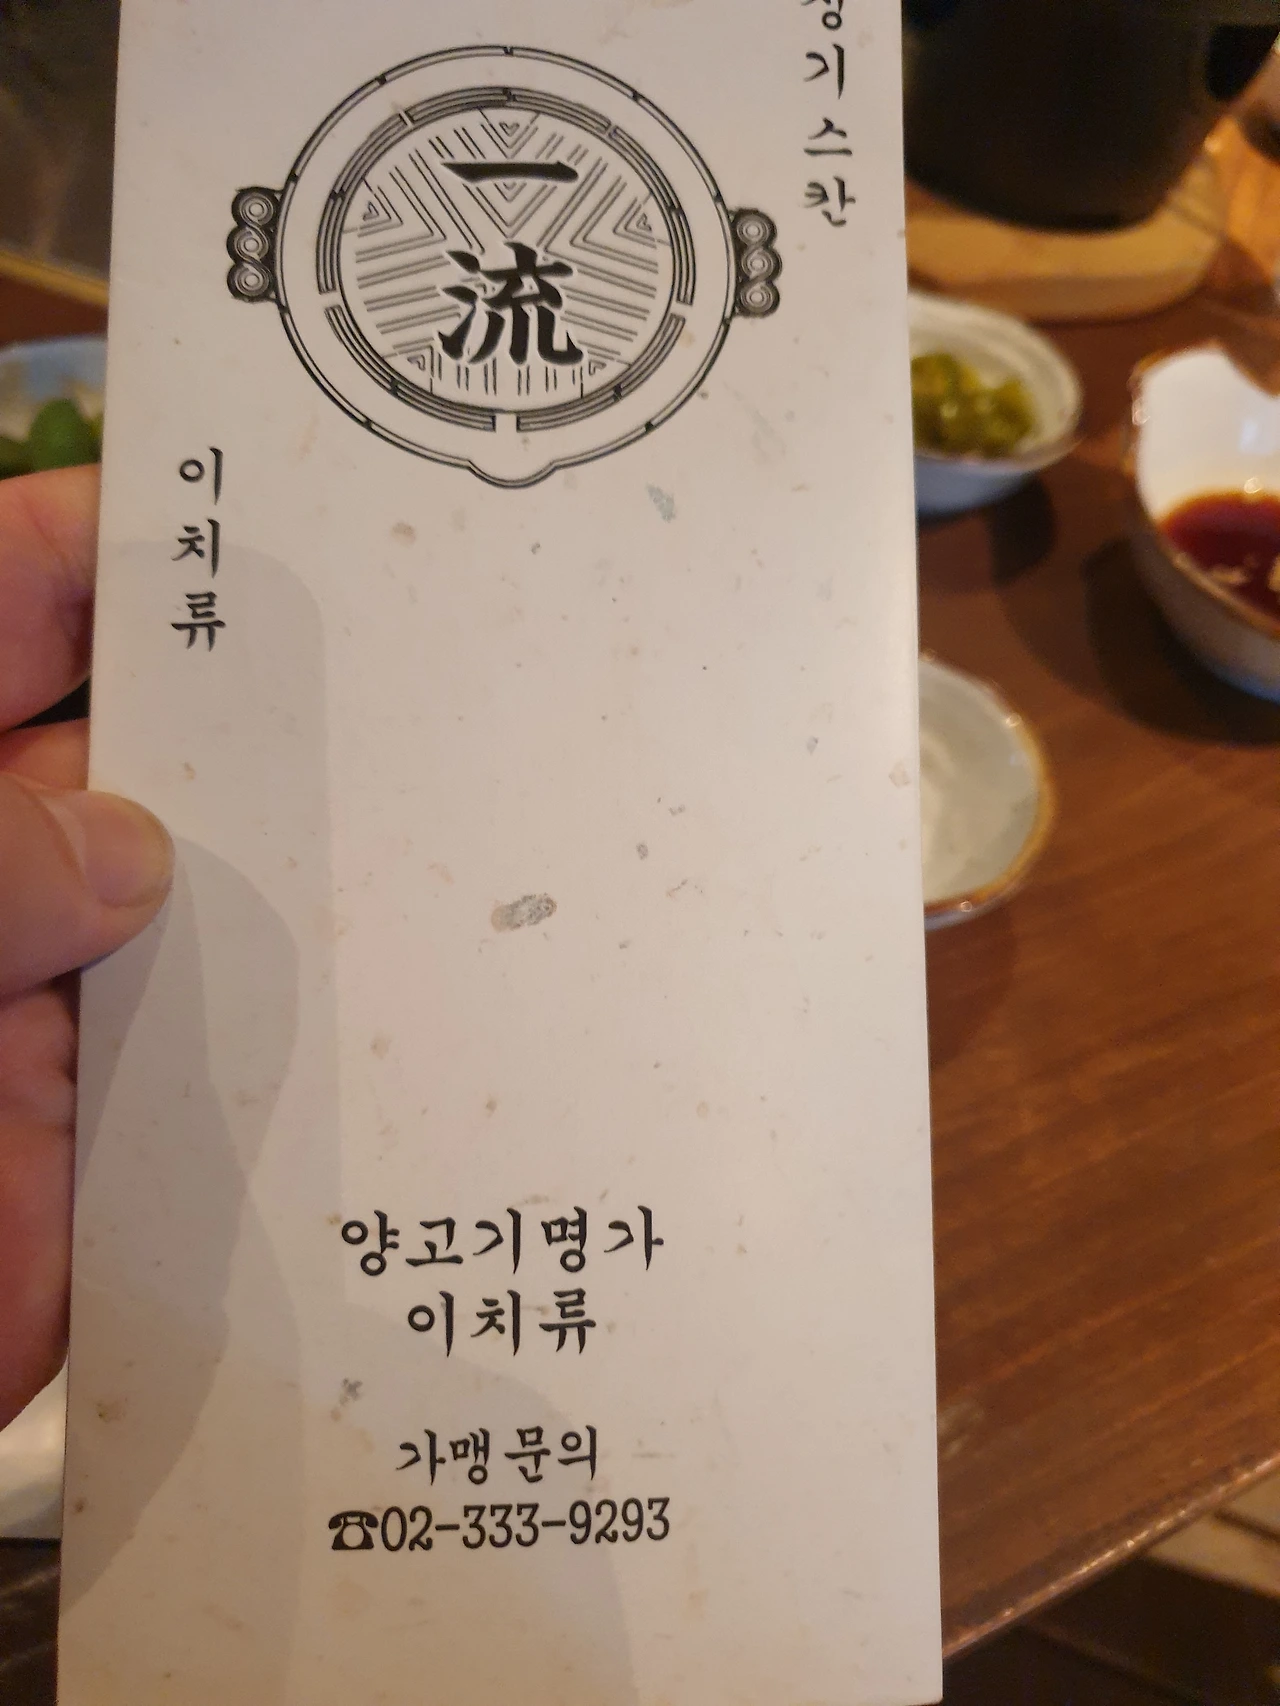 징기스칸
一流
이치류
양고기명가
이치류
가맹문의
☎02-333-9293